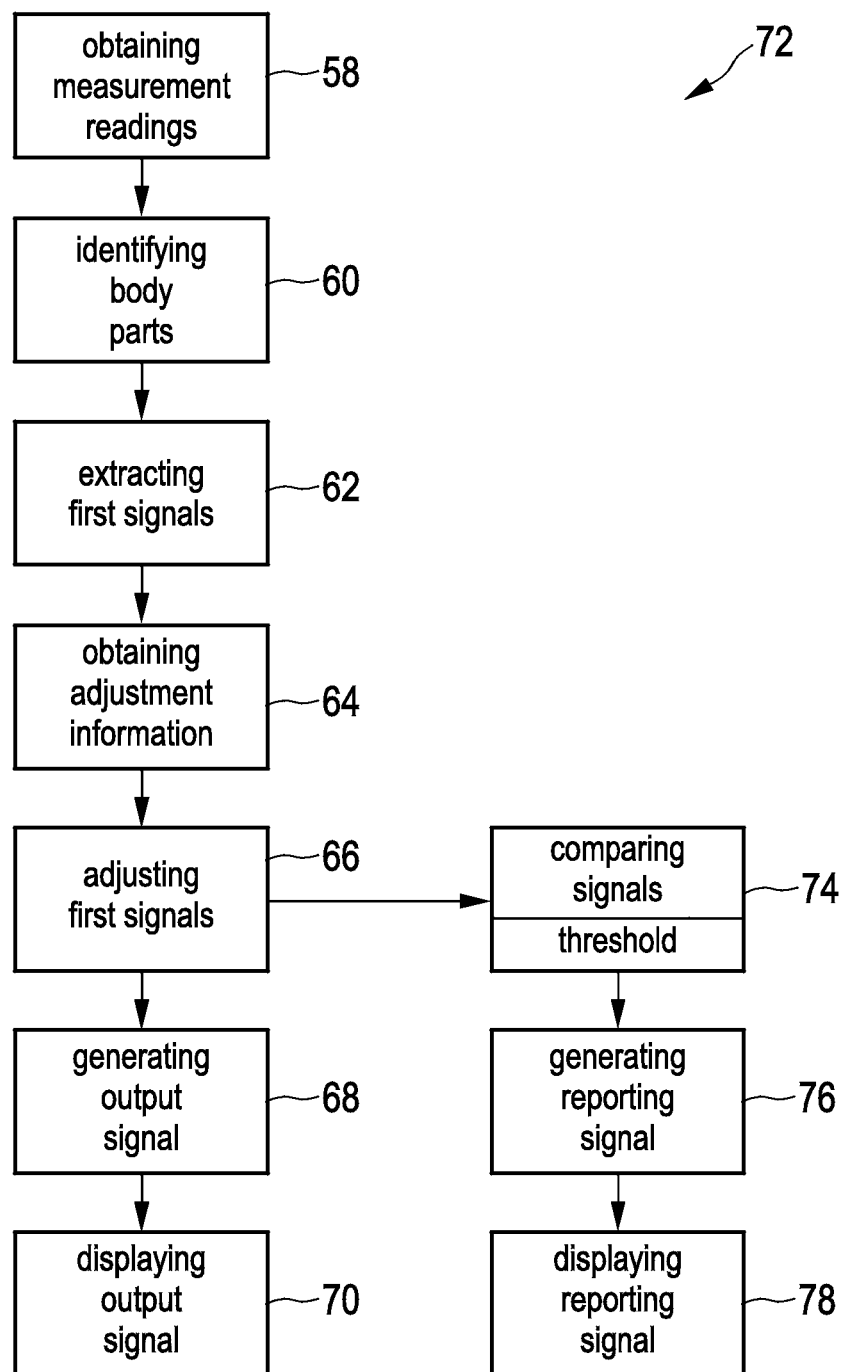 obtaining
measurement
readings
58
72
identifying
body
parts
60
extracting
first signals
62
obtaining
adjustment
information
64
adjusting
first signals
66
comparing
signals
threshold
74
generating
output
signal
68
generating
reporting
signal
76
displaying
output
signal
70
displaying
reporting
signal
78